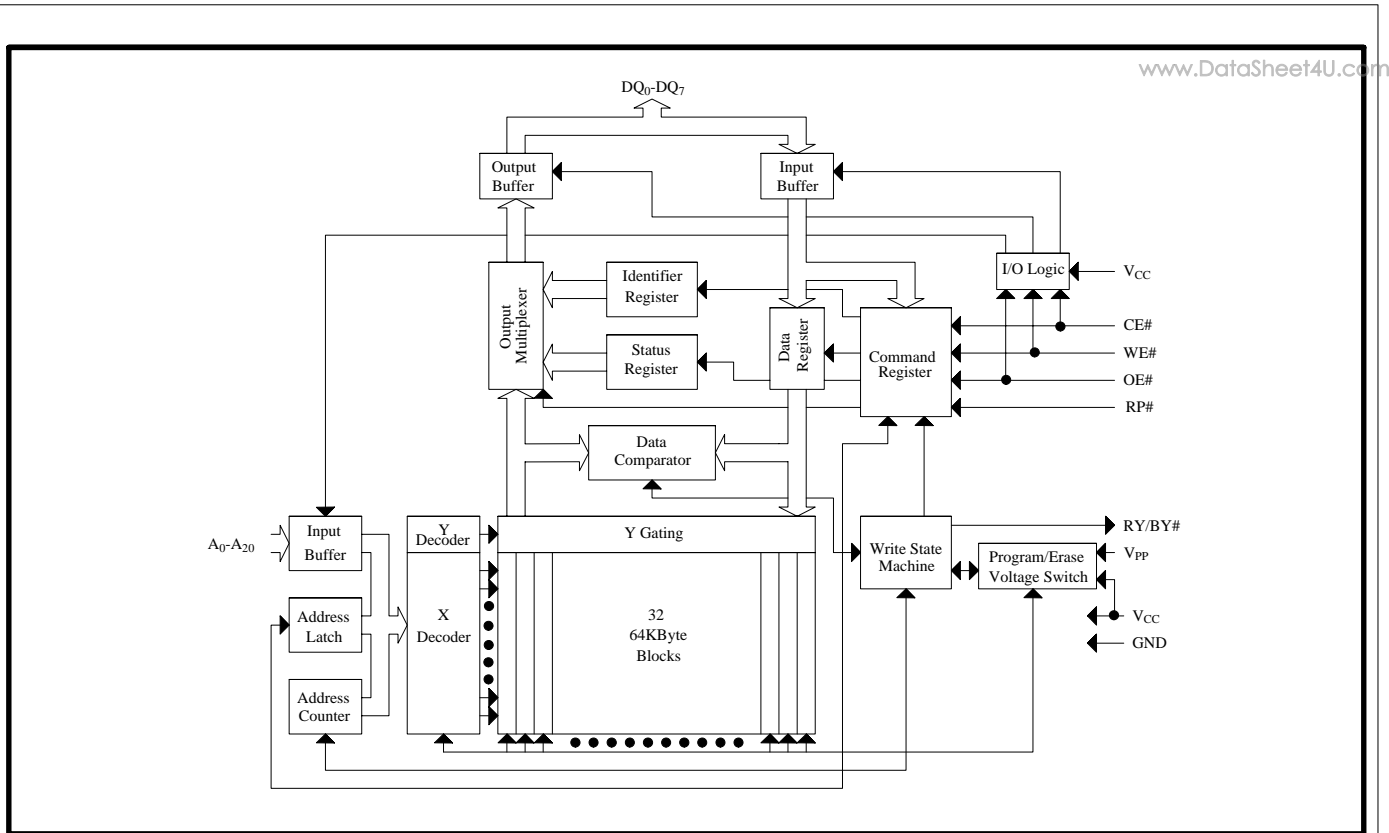 www.DataSheet4U.com
DQ0-DQ7
Output
Buffer
Input
Buffer
I/O Logic
VCC
Output
Multiplexer
Identifier
Register
Status
Register
Data
Register
Command
Register
CE#
WE#
OE#
RP#
Data
Comparator
A0-A20
Input
Buffer
Y
Decoder
Y Gating
Write State
Machine
RY/BY#
Program/Erase
Voltage Switch
VPP
VCC
GND
Address
Latch
X
Decoder
32
64KByte
Blocks
Address
Counter